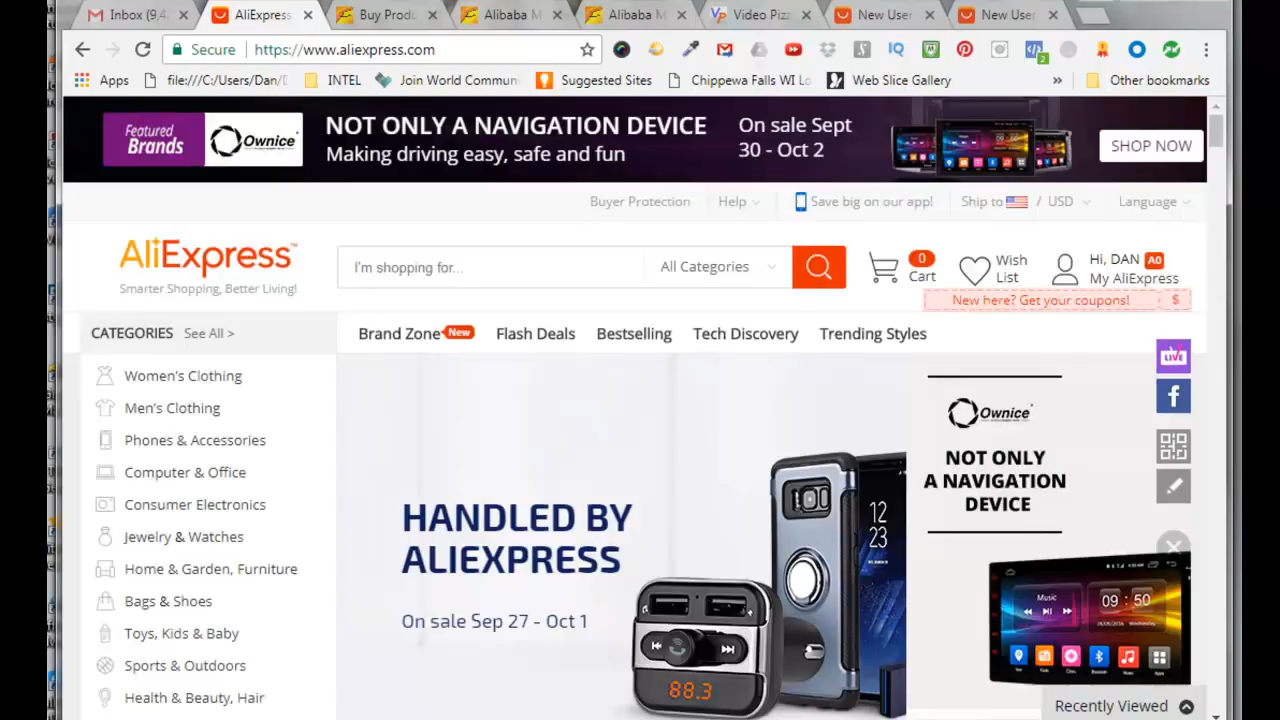 Inbox (9,4
AliExpress
Buy Produ
Alibaba M
Alibaba M
Video Pizz
New User
New User
Secure
https://www.aliexpress.com
IQ
2
Apps
file:///C:/Users/Dan/
INTEL
Join World Commun
Suggested Sites
Chippewa Falls WI Lo
Web Slice Gallery
»
Other bookmarks
Featured
Brands
Ownice
NOT ONLY A NAVIGATION DEVICE
Making driving easy, safe and fun
On sale Sept
30 - Oct 2
SHOP NOW
Buyer Protection
Help
Save big on our app!
Ship to / USD
Language
AliExpress™
Smarter Shopping, Better Living!
I'm shopping for...
All Categories
0
Cart
Wish
List
Hi, DAN A0
My AliExpress
New here? Get your coupons! $
CATEGORIES See All >
Brand Zone New
Flash Deals
Bestselling
Tech Discovery
Trending Styles
LIVE
f
Women's Clothing
Men's Clothing
Phones & Accessories
Computer & Office
Consumer Electronics
Jewelry & Watches
Home & Garden, Furniture
Bags & Shoes
Toys, Kids & Baby
Sports & Outdoors
Health & Beauty, Hair
HANDLED BY
ALIEXPRESS
On sale Sep 27 - Oct 1
12
23
88.3
Ownice
NOT ONLY
A NAVIGATION
DEVICE
Music
09 : 50
Recently Viewed